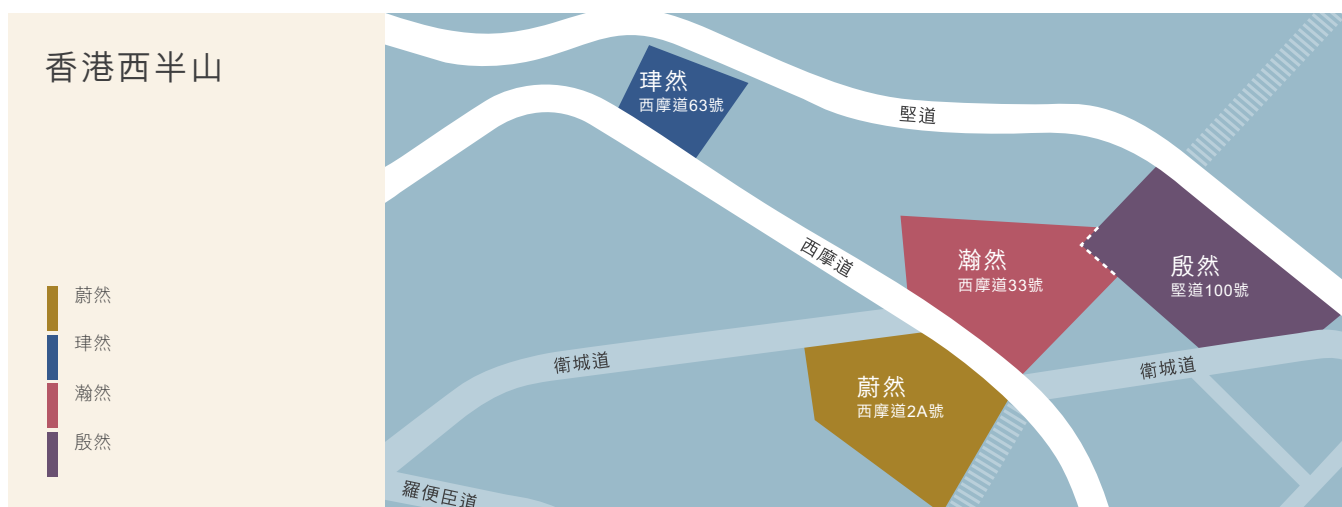 香港西半山
蔚然
珒然
瀚然
殷然
珒然
西摩道63號
堅道
西摩道
瀚然
西摩道33號
殷然
堅道100號
衛城道
衛城道
蔚然
西摩道2A號
羅便臣道